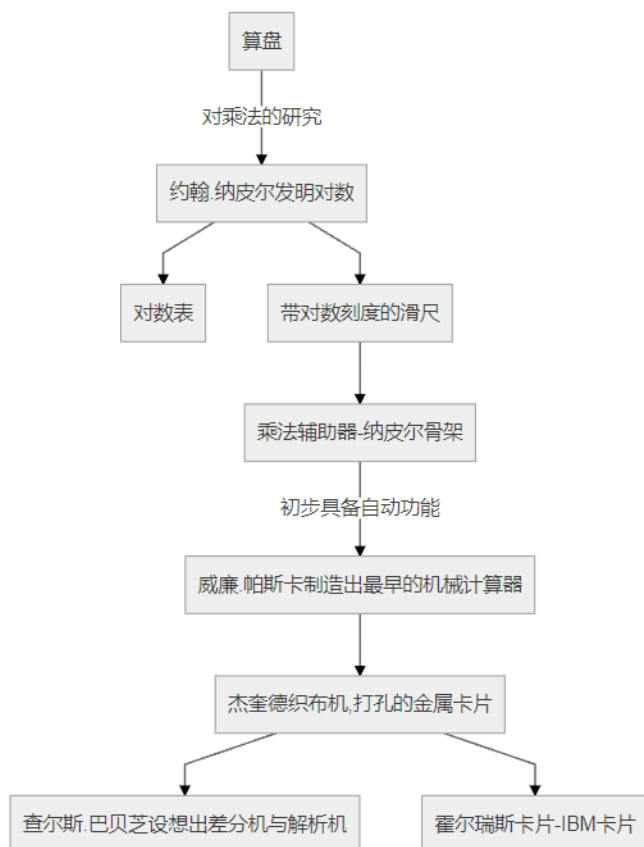 算盘
对乘法的研究
约翰.纳皮尔发明对数
对数表
带对数刻度的滑尺
乘法辅助器-纳皮尔骨架
初步具备自动功能
威廉.帕斯卡制造出最早的机械计算器
杰奎德织布机,打孔的金属卡片
查尔斯.巴贝芝设想出差分机与解析机
霍尔瑞斯卡片-IBM卡片